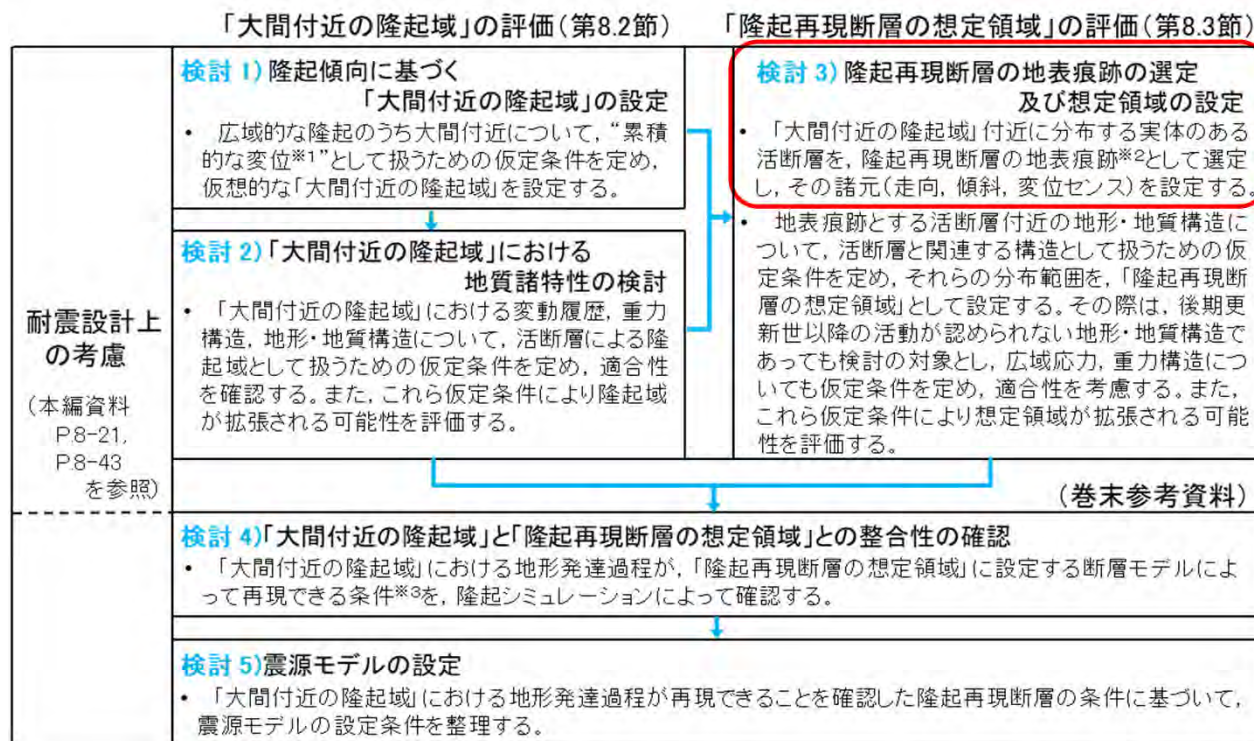 「大間付近の隆起域」の評価(第8.2節)
「隆起再現断層の想定領域」の評価(第8.3節)
耐震設計上
の考慮
(本編資料
P.8-21,
P.8-43
を参照)
検討 1) 隆起傾向に基づく
「大間付近の隆起域」の設定
• 広域的な隆起のうち大間付近について，“累積
的な変位※1”として扱うための仮定条件を定め，
仮想的な「大間付近の隆起域」を設定する。
検討 2)「大間付近の隆起域」における
地質諸特性の検討
• 「大間付近の隆起域」における変動履歴，重力
構造，地形・地質構造について，活断層による隆
起域として扱うための仮定条件を定め，適合性
を確認する。また，これら仮定条件により隆起域
が拡張される可能性を評価する。
検討 3) 隆起再現断層の地表痕跡の選定
及び想定領域の設定
• 「大間付近の隆起域」付近に分布する実体のある
活断層を，隆起再現断層の地表痕跡※2として選定
し，その諸元(走向，傾斜，変位センス)を設定する。
• 地表痕跡とする活断層付近の地形・地質構造に
ついて，活断層と関連する構造として扱うための仮
定条件を定め，それらの分布範囲を，「隆起再現断
層の想定領域」として設定する。その際は，後期更
新世以降の活動が認められない地形・地質構造で
あっても検討の対象とし，広域応力，重力構造につ
いても仮定条件を定め，適合性を考慮する。また，
これら仮定条件により想定領域が拡張される可能
性を評価する。
(巻末参考資料)
検討 4)「大間付近の隆起域」と「隆起再現断層の想定領域」との整合性の確認
• 「大間付近の隆起域」における地形発達過程が，「隆起再現断層の想定領域」に設定する断層モデルによ
って再現できる条件※3を，隆起シミュレーションによって確認する。
検討 5)震源モデルの設定
• 「大間付近の隆起域」における地形発達過程が再現できることを確認した隆起再現断層の条件に基づいて，
震源モデルの設定条件を整理する。